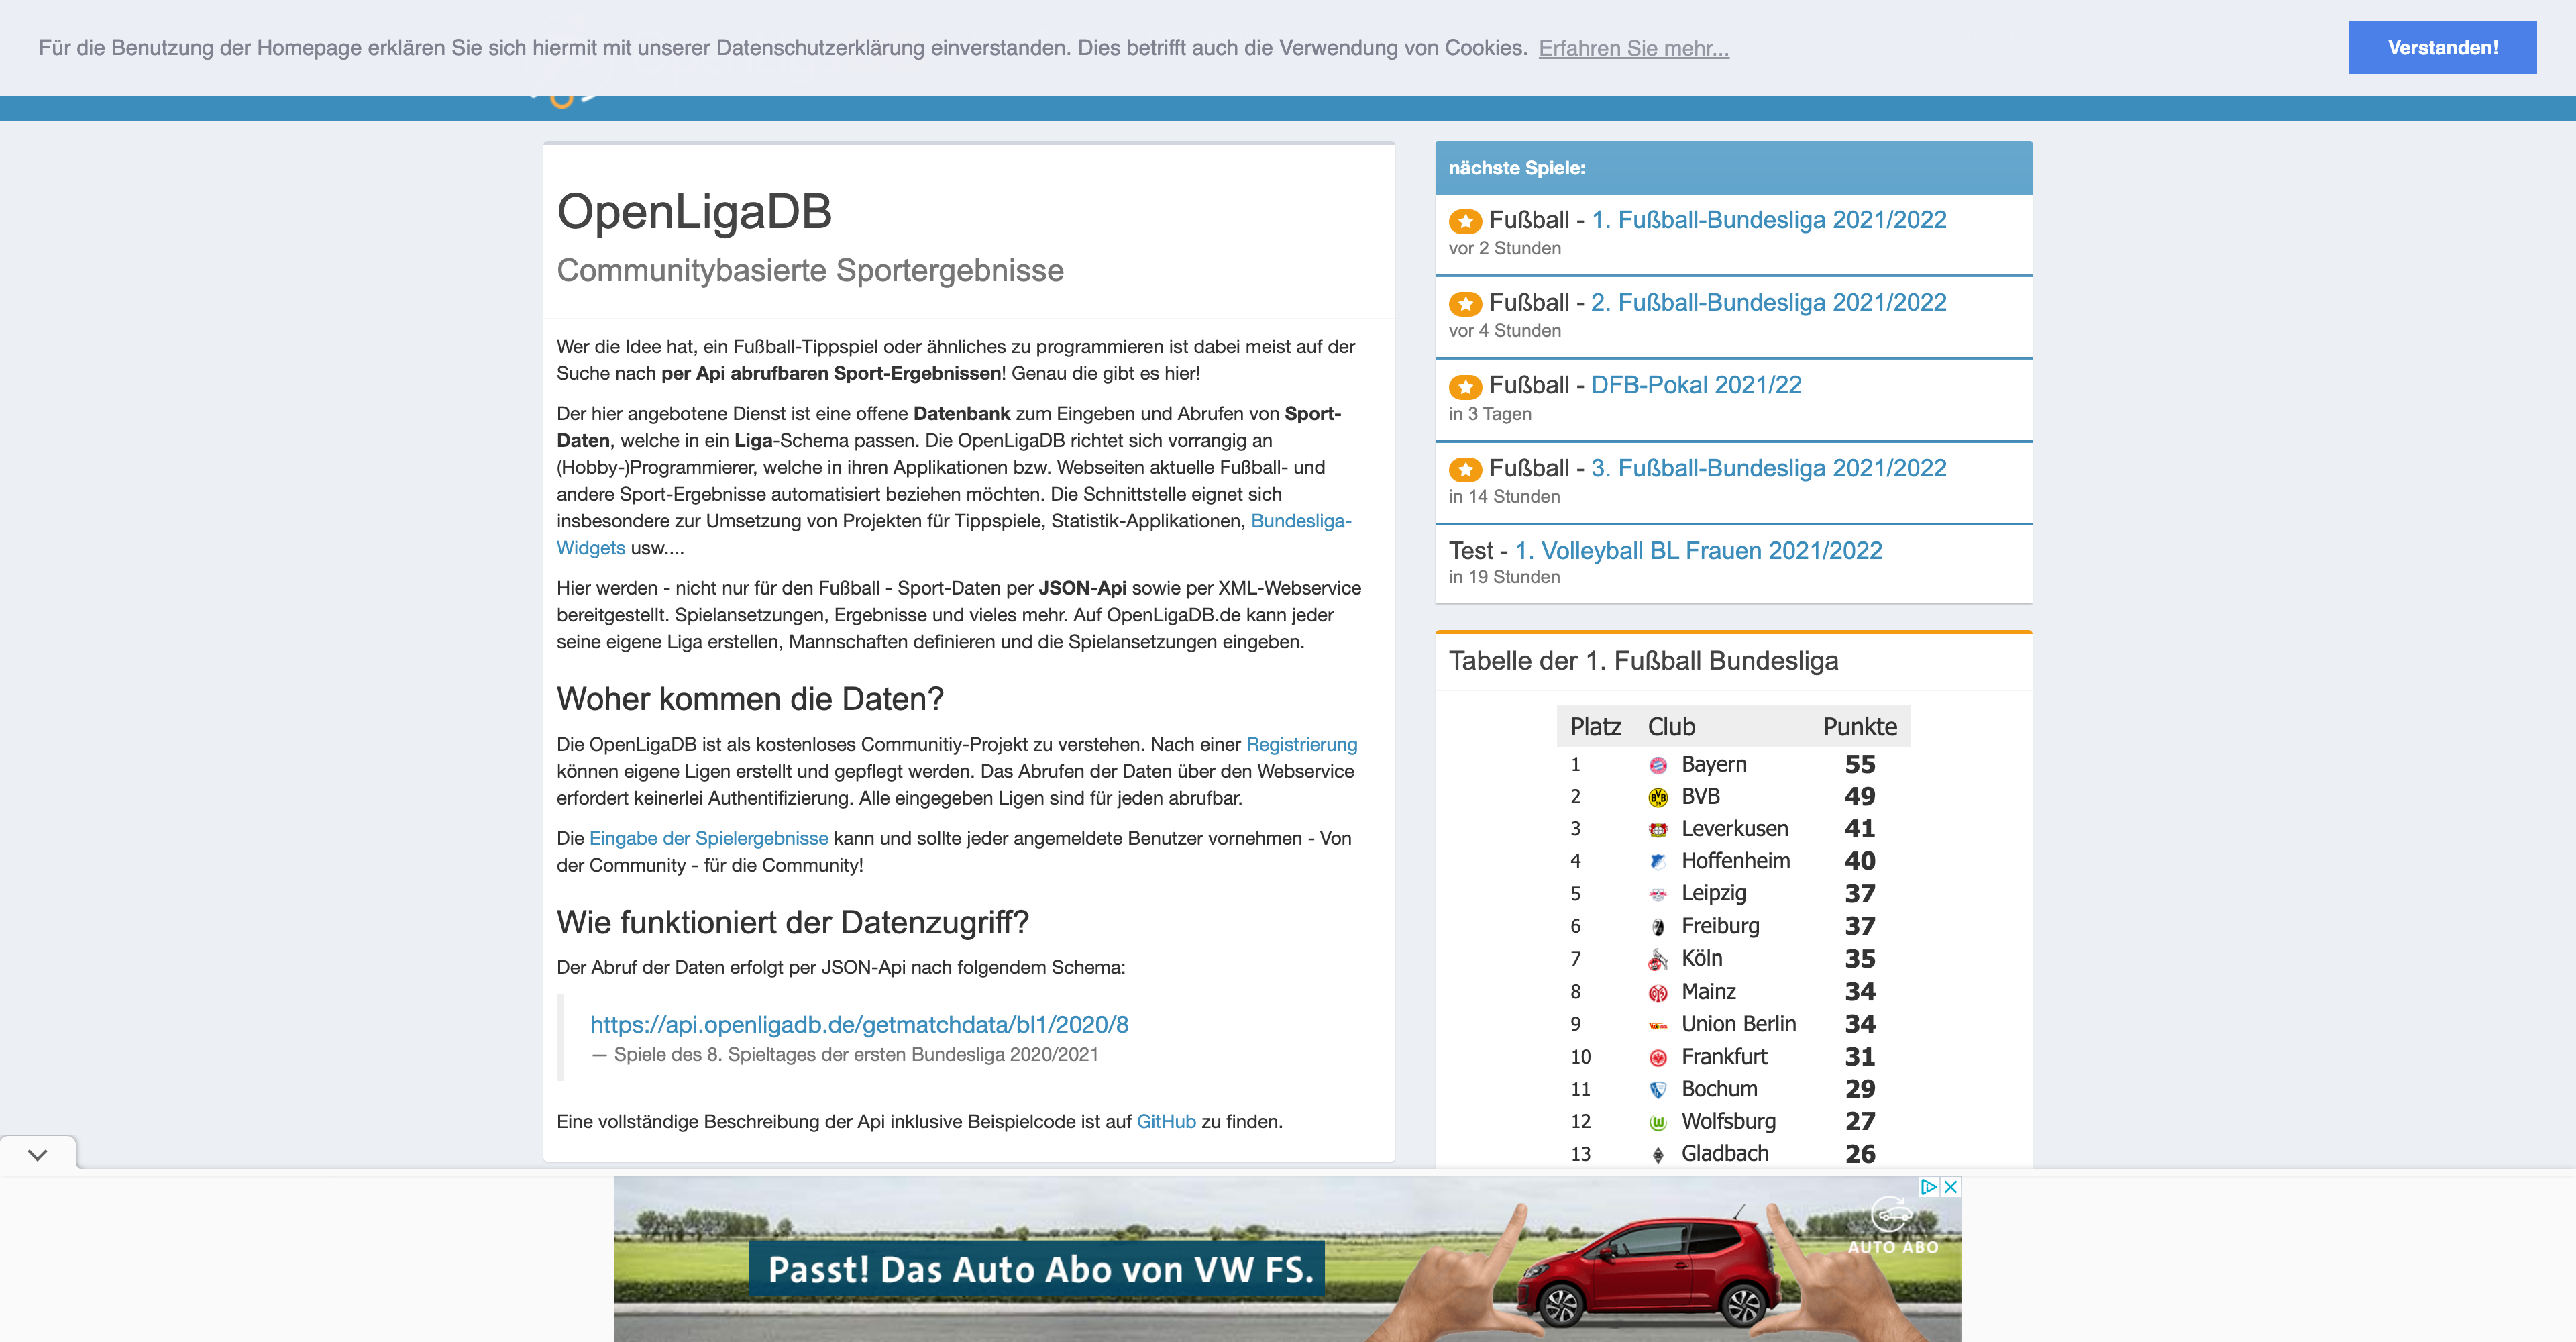 Für die Benutzung der Homepage erklären Sie sich hiermit mit unserer Datenschutzerklärung einverstanden. Dies betrifft auch die Verwendung von Cookies. Erfahren Sie mehr...
Verstanden!
OpenLigaDB
Communitybasierte Sportergebnisse
Wer die Idee hat, ein Fußball-Tippspiel oder ähnliches zu programmieren ist dabei meist auf der
Suche nach per Api abrufbaren Sport-Ergebnissen! Genau die gibt es hier!
Der hier angebotene Dienst ist eine offene Datenbank zum Eingeben und Abrufen von Sport-
Daten, welche in ein Liga-Schema passen. Die OpenLigaDB richtet sich vorrangig an
(Hobby-)Programmierer, welche in ihren Applikationen bzw. Webseiten aktuelle Fußball- und
andere Sport-Ergebnisse automatisiert beziehen möchten. Die Schnittstelle eignet sich
insbesondere zur Umsetzung von Projekten für Tippspiele, Statistik-Applikationen, Bundesliga-
Widgets usw....
Hier werden - nicht nur für den Fußball - Sport-Daten per JSON-Api sowie per XML-Webservice
bereitgestellt. Spielansetzungen, Ergebnisse und vieles mehr. Auf OpenLigaDB.de kann jeder
seine eigene Liga erstellen, Mannschaften definieren und die Spielansetzungen eingeben.
Woher kommen die Daten?
Die OpenLigaDB ist als kostenloses Communitiy-Projekt zu verstehen. Nach einer Registrierung
können eigene Ligen erstellt und gepflegt werden. Das Abrufen der Daten über den Webservice
erfordert keinerlei Authentifizierung. Alle eingegeben Ligen sind für jeden abrufbar.
Die Eingabe der Spielergebnisse kann und sollte jeder angemeldete Benutzer vornehmen - Von
der Community - für die Community!
Wie funktioniert der Datenzugriff?
Der Abruf der Daten erfolgt per JSON-Api nach folgendem Schema:
https://api.openligadb.de/getmatchdata/bl1/2020/8
— Spiele des 8. Spieltages der ersten Bundesliga 2020/2021
Eine vollständige Beschreibung der Api inklusive Beispielcode ist auf GitHub zu finden.
nächste Spiele:
Fußball - 1. Fußball-Bundesliga 2021/2022
vor 2 Stunden
Fußball - 2. Fußball-Bundesliga 2021/2022
vor 4 Stunden
Fußball - DFB-Pokal 2021/22
in 3 Tagen
Fußball - 3. Fußball-Bundesliga 2021/2022
in 14 Stunden
Test - 1. Volleyball BL Frauen 2021/2022
in 19 Stunden
Tabelle der 1. Fußball Bundesliga
Platz Club Punkte
1 Bayern 55
2 BVB 49
3 Leverkusen 41
4 Hoffenheim 40
5 Leipzig 37
6 Freiburg 37
7 Köln 35
8 Mainz 34
9 Union Berlin 34
10 Frankfurt 31
11 Bochum 29
12 Wolfsburg 27
13 Gladbach 26
Passt! Das Auto Abo von VW FS.
AUTO ABO